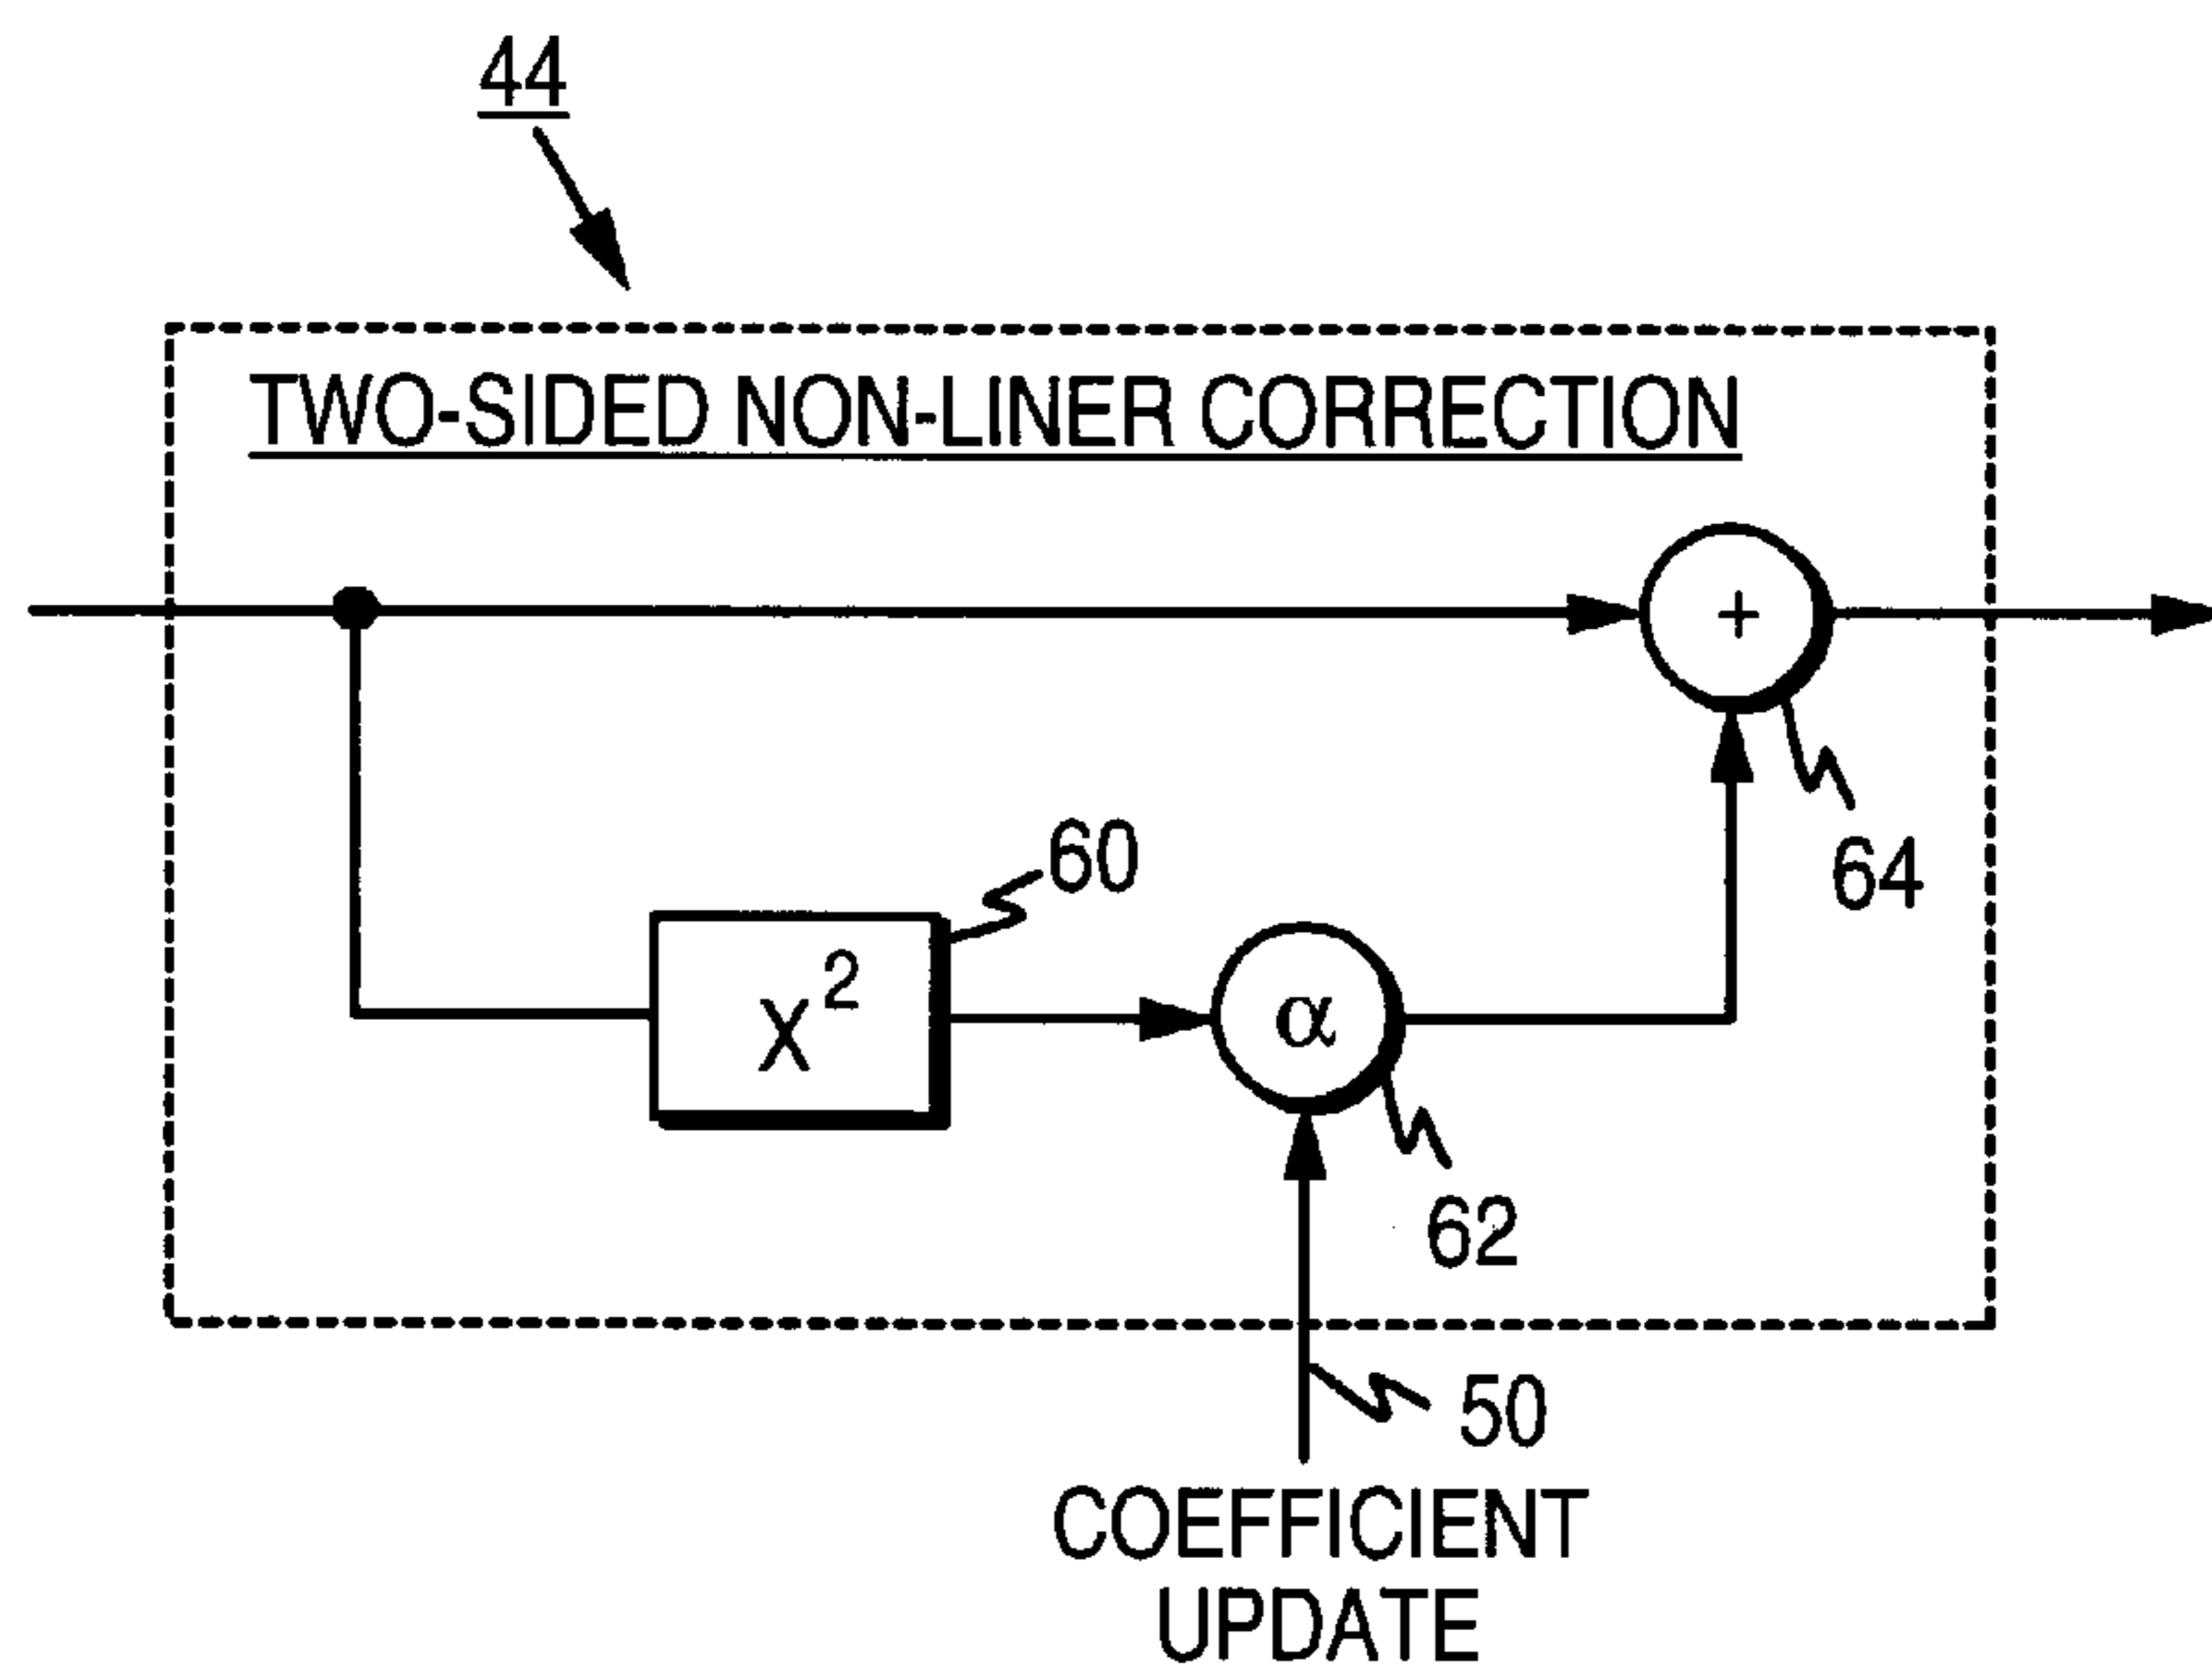 44
TWO-SIDED NON-LINER CORRECTION
+
64
60
X²
α
62
50
COEFFICIENT
UPDATE